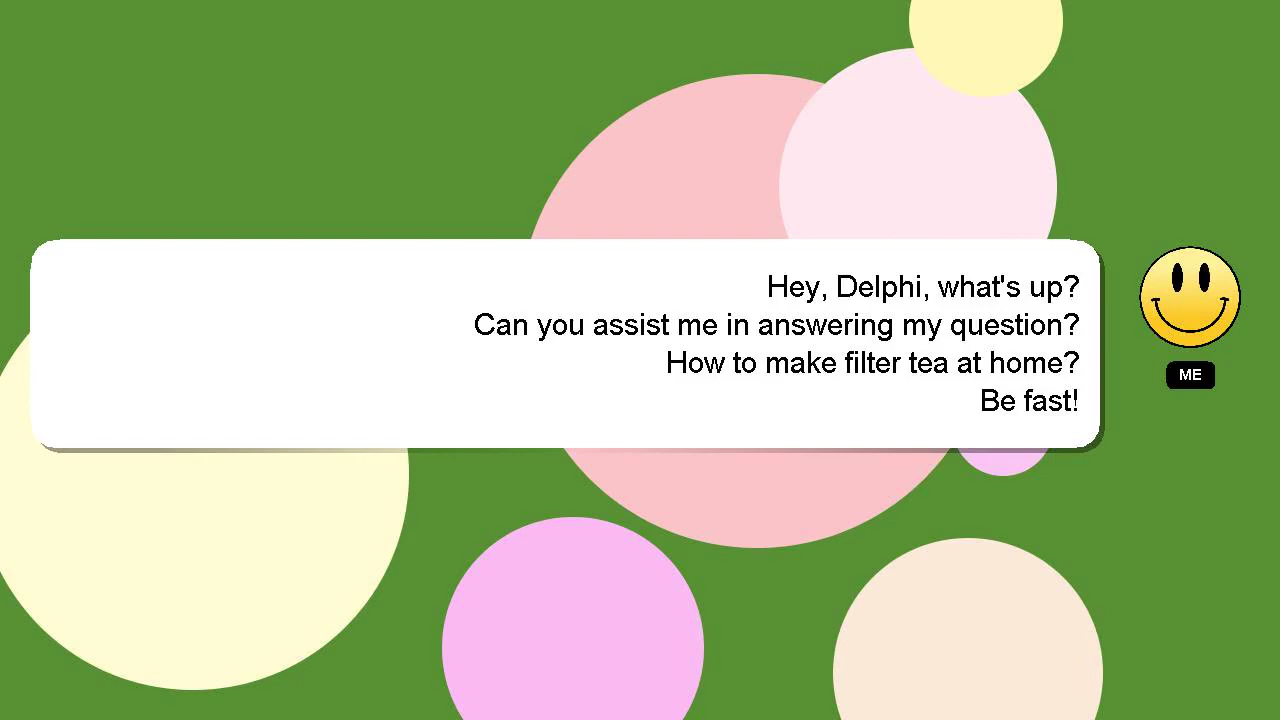 Hey, Delphi, what's up?
Can you assist me in answering my question?
How to make filter tea at home?
Be fast!
ME